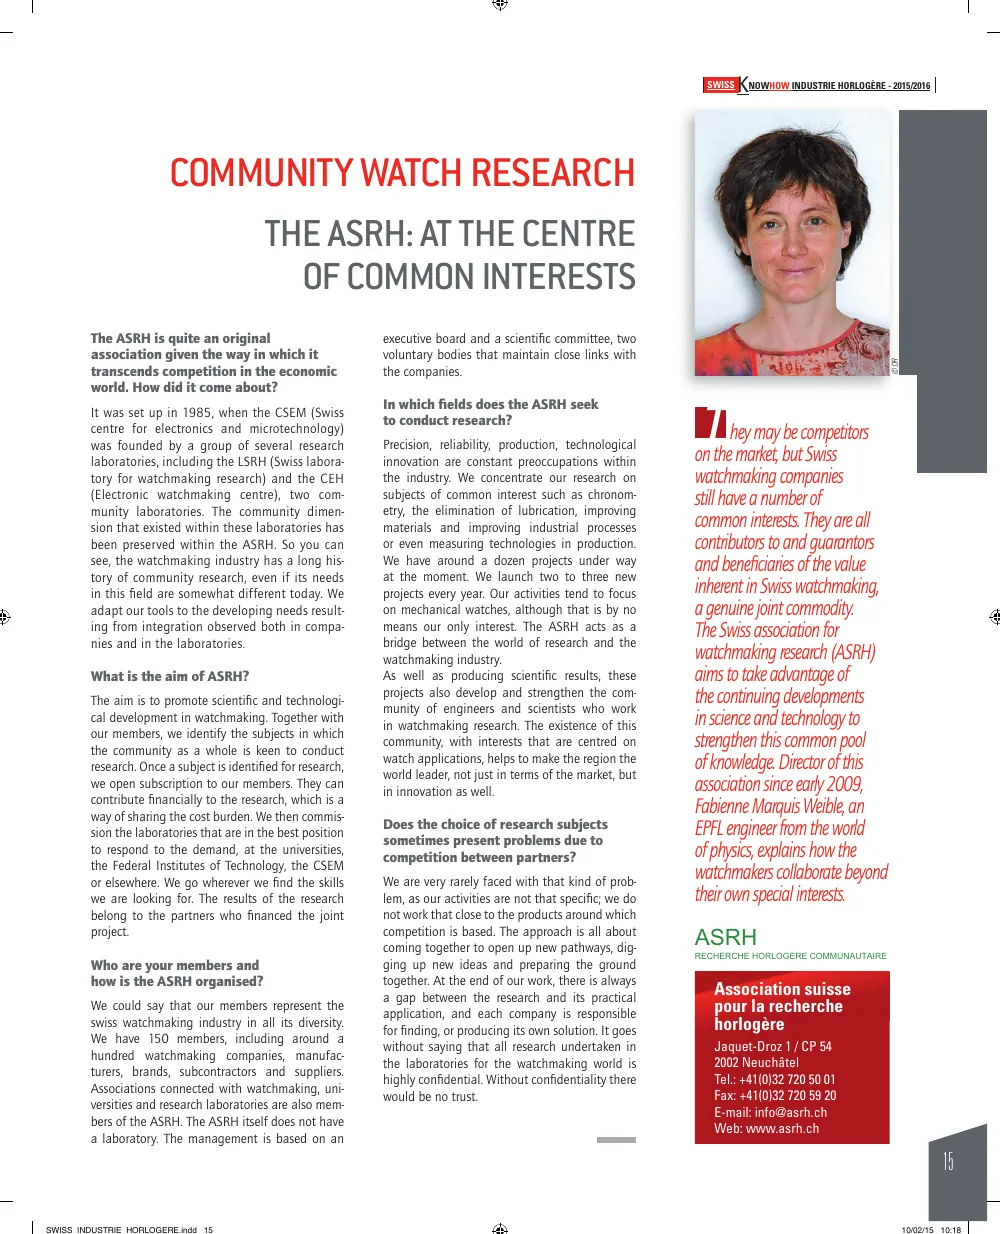 SWISS KNOWHOW INDUSTRIE HORLOGÈRE - 2015/2016
COMMUNITY WATCH RESEARCH
THE ASRH: AT THE CENTRE
OF COMMON INTERESTS
The ASRH is quite an original
association given the way in which it
transcends competition in the economic
world. How did it come about?
It was set up in 1985, when the CSEM (Swiss
centre for electronics and microtechnology)
was founded by a group of several research
laboratories, including the LSRH (Swiss labora-
tory for watchmaking research) and the CEH
(Electronic watchmaking centre), two com-
munity laboratories. The community dimen-
sion that existed within these laboratories has
been preserved within the ASRH. So you can
see, the watchmaking industry has a long his-
tory of community research, even if its needs
in this field are somewhat different today. We
adapt our tools to the developing needs result-
ing from integration observed both in compa-
nies and in the laboratories.
What is the aim of ASRH?
The aim is to promote scientific and technologi-
cal development in watchmaking. Together with
our members, we identify the subjects in which
the community as a whole is keen to conduct
research. Once a subject is identified for research,
we open subscription to our members. They can
contribute financially to the research, which is a
way of sharing the cost burden. We then commis-
sion the laboratories that are in the best position
to respond to the demand, at the universities,
the Federal Institutes of Technology, the CSEM
or elsewhere. We go wherever we find the skills
we are looking for. The results of the research
belong to the partners who financed the joint
project.
Who are your members and
how is the ASRH organised?
We could say that our members represent the
swiss watchmaking industry in all its diversity.
We have 150 members, including around a
hundred watchmaking companies, manufac-
turers, brands, subcontractors and suppliers.
Associations connected with watchmaking, uni-
versities and research laboratories are also mem-
bers of the ASRH. The ASRH itself does not have
a laboratory. The management is based on an
executive board and a scientific committee, two
voluntary bodies that maintain close links with
the companies.
In which fields does the ASRH seek
to conduct research?
Precision, reliability, production, technological
innovation are constant preoccupations within
the industry. We concentrate our research on
subjects of common interest such as chronom-
etry, the elimination of lubrication, improving
materials and improving industrial processes
or even measuring technologies in production.
We have around a dozen projects under way
at the moment. We launch two to three new
projects every year. Our activities tend to focus
on mechanical watches, although that is by no
means our only interest. The ASRH acts as a
bridge between the world of research and the
watchmaking industry.
As well as producing scientific results, these
projects also develop and strengthen the com-
munity of engineers and scientists who work
in watchmaking research. The existence of this
community, with interests that are centred on
watch applications, helps to make the region the
world leader, not just in terms of the market, but
in innovation as well.
Does the choice of research subjects
sometimes present problems due to
competition between partners?
We are very rarely faced with that kind of prob-
lem, as our activities are not that specific; we do
not work that close to the products around which
competition is based. The approach is all about
coming together to open up new pathways, dig-
ging up new ideas and preparing the ground
together. At the end of our work, there is always
a gap between the research and its practical
application, and each company is responsible
for finding, or producing its own solution. It goes
without saying that all research undertaken in
the laboratories for the watchmaking world is
highly confidential. Without confidentiality there
would be no trust.
© DR
They may be competitors
on the market, but Swiss
watchmaking companies
still have a number of
common interests. They are all
contributors to and guarantors
and beneficiaries of the value
inherent in Swiss watchmaking,
a genuine joint commodity.
The Swiss association for
watchmaking research (ASRH)
aims to take advantage of
the continuing developments
in science and technology to
strengthen this common pool
of knowledge. Director of this
association since early 2009,
Fabienne Marquis Weible, an
EPFL engineer from the world
of physics, explains how the
watchmakers collaborate beyond
their own special interests.
ASRH
RECHERCHE HORLOGERE COMMUNAUTAIRE
Association suisse
pour la recherche
horlogère
Jaquet-Droz 1 / CP 54
2002 Neuchâtel
Tel.: +41(0)32 720 50 01
Fax: +41(0)32 720 59 20
E-mail: info@asrh.ch
Web: www.asrh.ch
15
SWISS_INDUSTRIE_HORLOGERE.indd 15
10/02/15 10:18